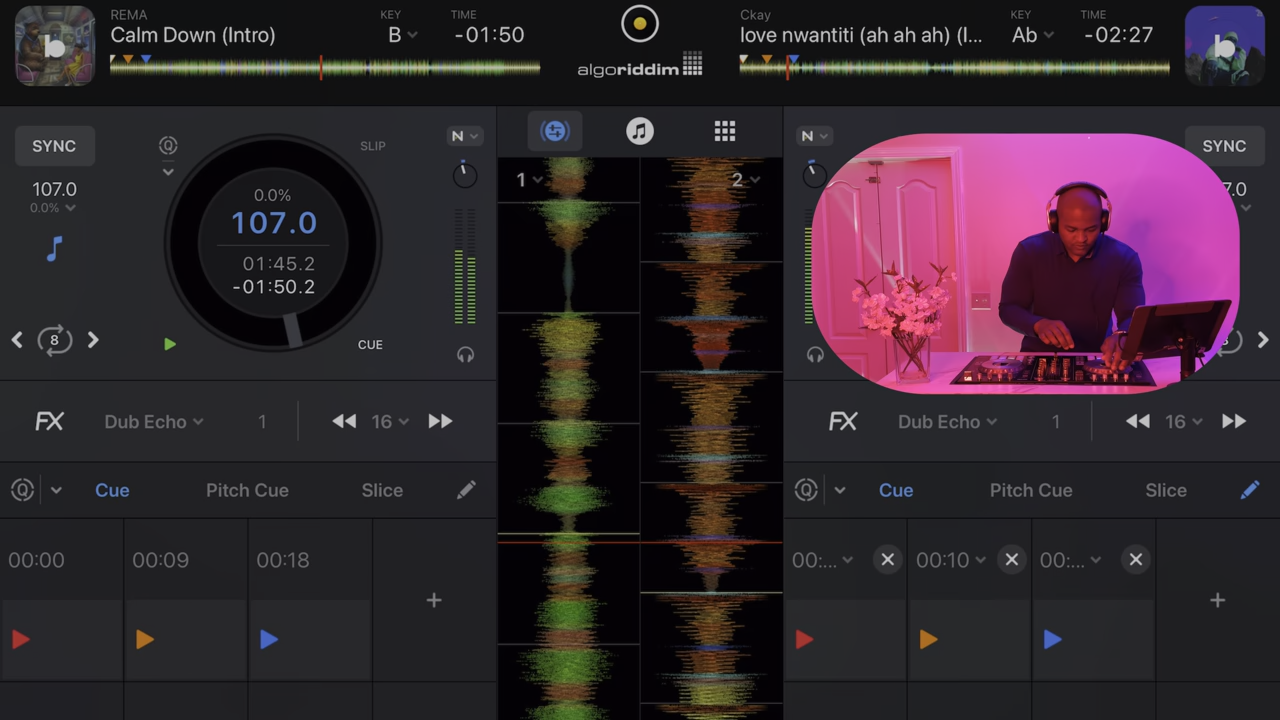 REMA
Calm Down (Intro)
KEY
B
TIME
-01:50
algoriddim
Ckay
love nwantiti (ah ah ah) (I...
KEY
Ab
TIME
-02:27
SYNC
107.0
0.0%
8
SLIP
0.0%
107.0
01:45.2
-01:50.2
CUE
N
1
2
N
SYNC
7.0
FX
Dub Echo
1
16
FX
Dub Echo
1
16
Q
Cue
Pitch Cue
Slice
Q
Cue
Pitch Cue
Slice
00:00
00:09
00:18
+
00:...
00:10
00:...
+